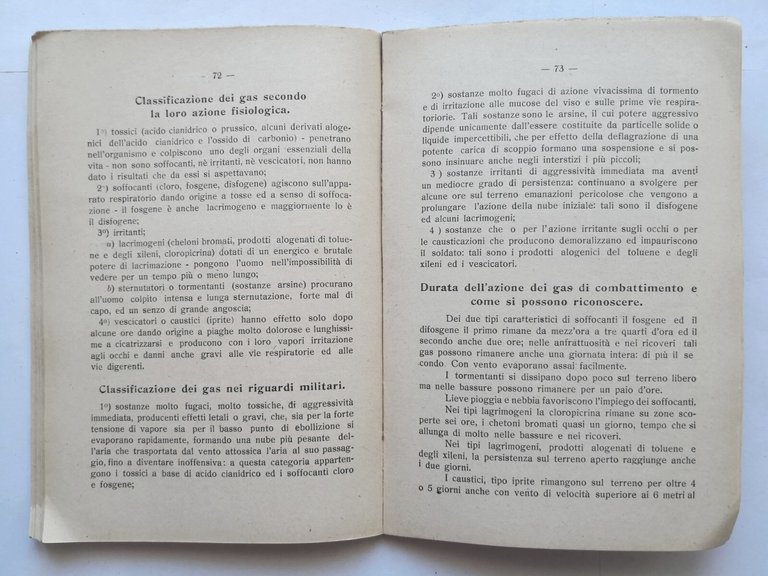 72 —
Classificazione dei gas secondo
la loro azione fisiologica.
1º) tossici (acido cianidrico o prussico, alcuni derivati aloge-
nici dell'acido cianidrico e l'ossido di carbonio) - penetrano
nell'organismo e colpiscono uno degli organi essenziali della
vita - non sono soffocanti, nè irritanti, nè vescicatori, non hanno
dato i risultati che da essi si aspettavano;
2º) soffocanti (cloro, fosgene, disfogene) agiscono sull'appa-
rato respiratorio dando origine a tosse ed a senso di soffoca-
zione - il fosgene è anche lacrimogeno e maggiormente lo è
il disfogene;
3º) irritanti;
a) lacrimogeni (cheloni bromati, prodotti alogenati di tolue-
ne e degli xileni, cloropicrina) dotati di un energico e brutale
potere di lacrimazione - pongono l'uomo nell'impossibilità di
vedere per un tempo più o meno lungo;
b) sternutatori o tormentanti (sostanze arsine) procurano
all'uomo colpito intensa e lunga sternutazione, forte mal di
capo, ed un senzo di grande angoscia;
4º) vescicatori o caustici (iprite) hanno effetto solo dopo
alcune ore dando origine a piaghe molto dolorose e lunghissi-
me a cicatrizzarsi e producono con i loro vapori irritazione
agli occhi e danni anche gravi alle vie respiratorie ed alle
vie digerenti.
Classificazione dei gas nei riguardi militari.
1º) sostanze molto fugaci, molto tossiche, di aggressività
immediata, producenti effetti letali o gravi, che, sia per la forte
tensione di vapore sia per il basso punto di ebollizione si
evaporano rapidamente, formando una nube più pesante del-
l'aria che trasportata dal vento attossica l'aria al suo passag-
gio, fino a diventare inoffensiva: a questa categoria apparten-
gono i tossici a base di acido cianidrico ed i soffocanti cloro
e fosgene;
— 73 —
2º) sostanze molto fugaci di azione vivacissima di tormento
e di irritazione alle mucose del viso e sulle prime vie respira-
toriorie. Tali sostanze sono le arsine, il cui potere aggressivo
dipende unicamente dall'essere costituite da particelle solide o
liquide impercettibili, che per effetto della deflagrazione di una
potente carica di scoppio formano una sospensione e si pos-
sono insinuare anche negli interstizi i più piccoli;
3 ) sostanze irritanti di aggressività immediata ma aventi
un mediocre grado di persistenza: continuano a svolgere per
alcune ore sul terreno emanazioni pericolose che vengono a
prolungare l'azione della nube iniziale: tali sono il disfogene
ed alcuni lacrimogeni;
4 ) sostanze che o per l'azione irritante sugli occhi o per
le causticazioni che producono demoralizzano ed impauriscono
il soldato: tali sono i prodotti alogenici del toluene e degli
xileni ed i vescicatori.
Durata dell'azione dei gas di combattimento e
come si possono riconoscere.
Dei due tipi caratteristici di soffocanti il fosgene ed il
difosgene il primo rimane da mezz'ora a tre quarti d'ora ed il
secondo anche due ore; nelle anfrattuosità e nei ricoveri tali
gas possono rimanere anche una giornata intera: di più il se-
condo Con vento evaporano assai facilmente.
I tormentanti si dissipano dopo poco sul terreno libero
ma nelle bassure possono rimanere per un paio d'ore.
Lieve pioggia e nebbia favoriscono l'impiego dei soffocanti.
Nei tipi lagrimogeni la cloropicrina rimane su zone sco-
perte sei ore, i chetoni bromati quasi un giorno, tempo che si
allunga di molto nelle bassure e nei ricoveri.
Nei tipi lagrimogeni, prodotti alogenati di toluene e
degli xileni, la persistenza sul terreno aperto raggiunge anche
i due giorni.
I caustici, tipo iprite rimangono sul terreno per oltre 4
o 5 giorni anche con vento di velocità superiore ai 6 metri al